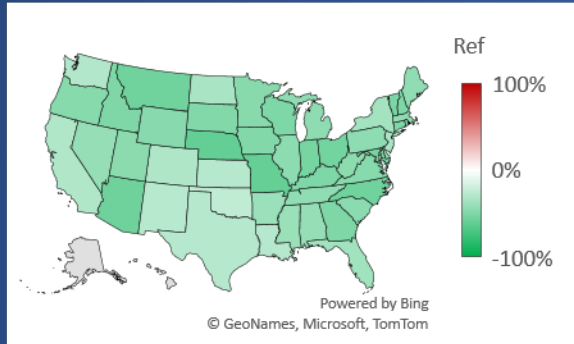 Ref
100%
0%
-100%
Powered by Bing
© GeoNames, Microsoft, TomTom